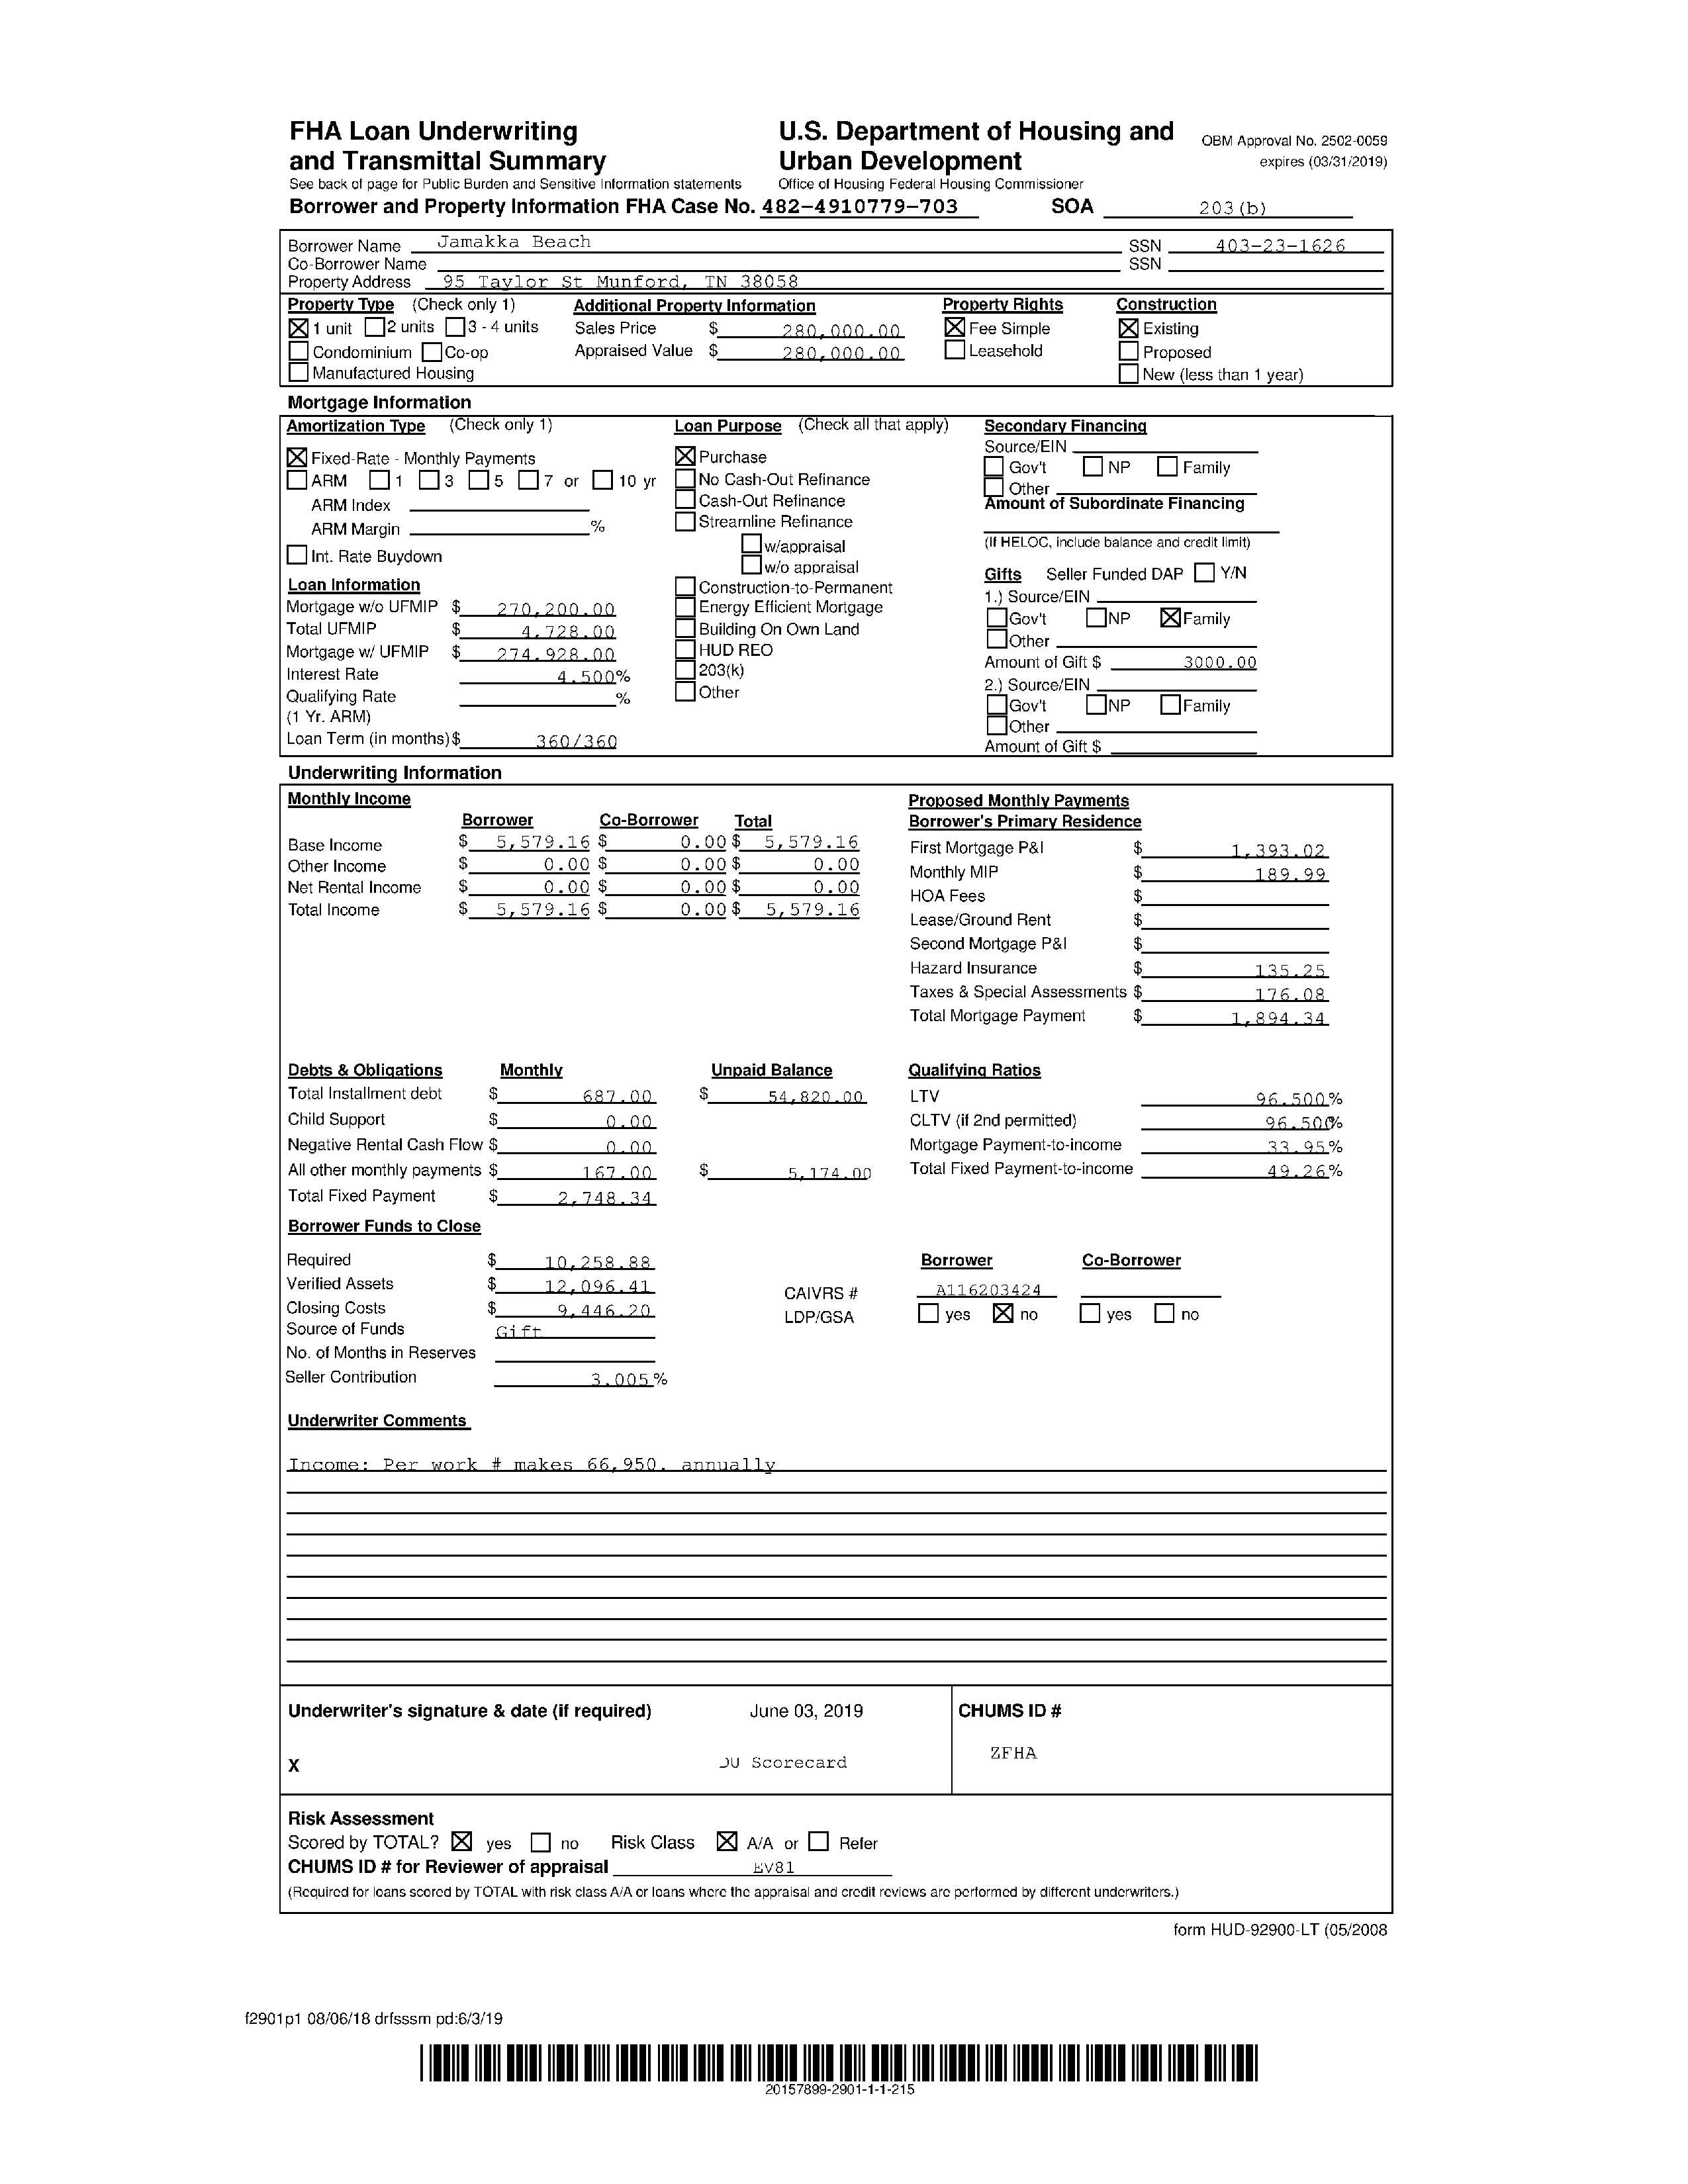 FHA Loan Underwriting
and Transmittal Summary
See back of page for Public Burden and Sensitive Information statements
U.S. Department of Housing and
Urban Development
Office of Housing Federal Housing Commissioner
OBM Approval No. 2502-0059
expires (03/31/2019)
Borrower and Property Information FHA Case No. 482-4910779-703 SOA 203(b)
Borrower Name Jamakka Beach SSN 403-23-1626
Co-Borrower Name SSN
Property Address 95 Taylor St Munford, TN 38058
Property Type (Check only 1) Additional Property Information Property Rights Construction
1 unit 2 units 3 - 4 units Sales Price $ 280,000.00 Fee Simple Existing
Condominium Co-op Appraised Value $ 280,000.00 Leasehold Proposed
Manufactured Housing New (less than 1 year)
Mortgage Information
Amortization Type (Check only 1)
Fixed-Rate - Monthly Payments
ARM 1 3 5 7 or 10 yr
ARM Index
ARM Margin %
Int. Rate Buydown
Loan Information
Mortgage w/o UFMIP $ 270,200.00
Total UFMIP $ 4,728.00
Mortgage w/ UFMIP $ 274,928.00
Interest Rate 4.500%
Qualifying Rate %
(1 Yr. ARM)
Loan Term (in months) $ 360/360
Loan Purpose (Check all that apply)
Purchase
No Cash-Out Refinance
Cash-Out Refinance
Streamline Refinance
w/appraisal
w/o appraisal
Construction-to-Permanent
Energy Efficient Mortgage
Building On Own Land
HUD REO
203(k)
Other
Secondary Financing
Source/EIN
Gov't NP Family
Other
Amount of Subordinate Financing
(If HELOC, include balance and credit limit)
Gifts Seller Funded DAP Y/N
1.) Source/EIN
Gov't NP Family
Other
Amount of Gift $ 3000.00
2.) Source/EIN
Gov't NP Family
Other
Amount of Gift $
Underwriting Information
Monthly Income
Borrower Co-Borrower Total
Base Income $ 5,579.16 $ 0.00 $ 5,579.16
Other Income $ 0.00 $ 0.00 $ 0.00
Net Rental Income $ 0.00 $ 0.00 $ 0.00
Total Income $ 5,579.16 $ 0.00 $ 5,579.16
Proposed Monthly Payments
Borrower's Primary Residence
First Mortgage P&I $ 1,393.02
Monthly MIP $ 189.99
HOA Fees $
Lease/Ground Rent $
Second Mortgage P&I $
Hazard Insurance $ 135.25
Taxes & Special Assessments $ 176.08
Total Mortgage Payment $ 1,894.34
Debts & Obligations Monthly Unpaid Balance
Total Installment debt $ 687.00 $ 54,820.00
Child Support $ 0.00
Negative Rental Cash Flow $ 0.00
All other monthly payments $ 167.00 $ 5,174.00
Total Fixed Payment $ 2,748.34
Qualifying Ratios
LTV 96.500%
CLTV (if 2nd permitted) 96.500%
Mortgage Payment-to-income 33.95%
Total Fixed Payment-to-income 49.26%
Borrower Funds to Close
Required $ 10,258.88
Verified Assets $ 12,096.41
Closing Costs $ 9,446.20
Source of Funds Gift
No. of Months in Reserves
Seller Contribution 3.005%
Borrower Co-Borrower
CAIVRS # A116203424
LDP/GSA yes no yes no
Underwriter Comments
Income: Per work # makes 66,950. annually
Underwriter's signature & date (if required) June 03, 2019 CHUMS ID #
X DU Scorecard ZFHA
Risk Assessment
Scored by TOTAL? yes no Risk Class A/A or Refer
CHUMS ID # for Reviewer of appraisal EV81
(Required for loans scored by TOTAL with risk class A/A or loans where the appraisal and credit reviews are performed by different underwriters.)
form HUD-92900-LT (05/2008
f2901p1 08/06/18 drfsssm pd:6/3/19
20157899-2901-1-1-215